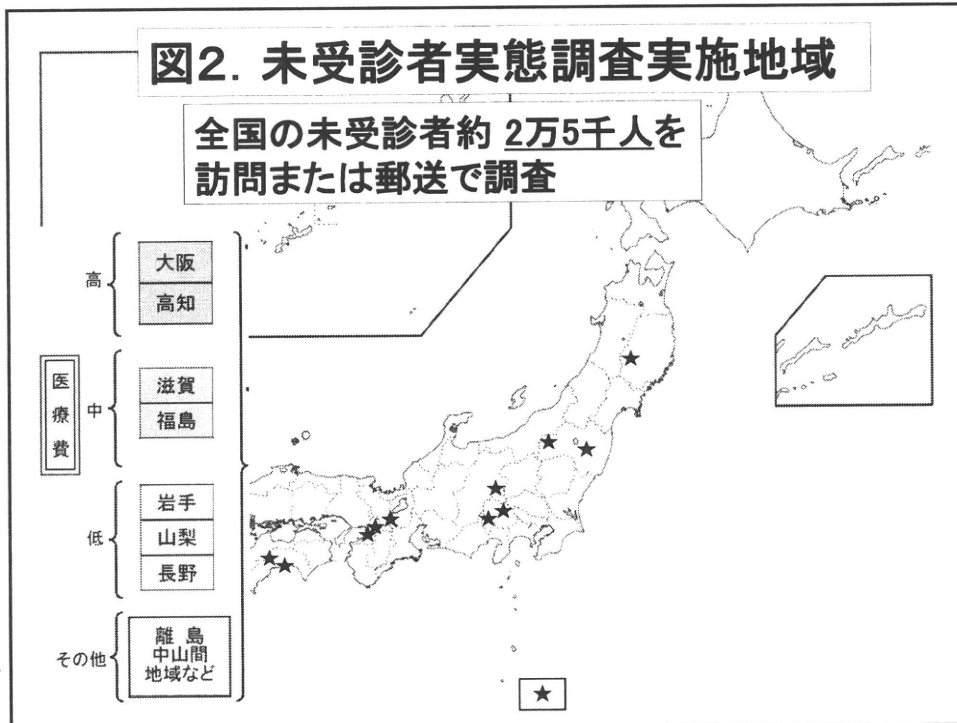 図2. 未受診者実態調査実施地域
全国の未受診者約 2万5千人を
訪問または郵送で調査
医療費
高
大阪
高知
中
滋賀
福島
低
岩手
山梨
長野
その他
離島
中山間
地域など